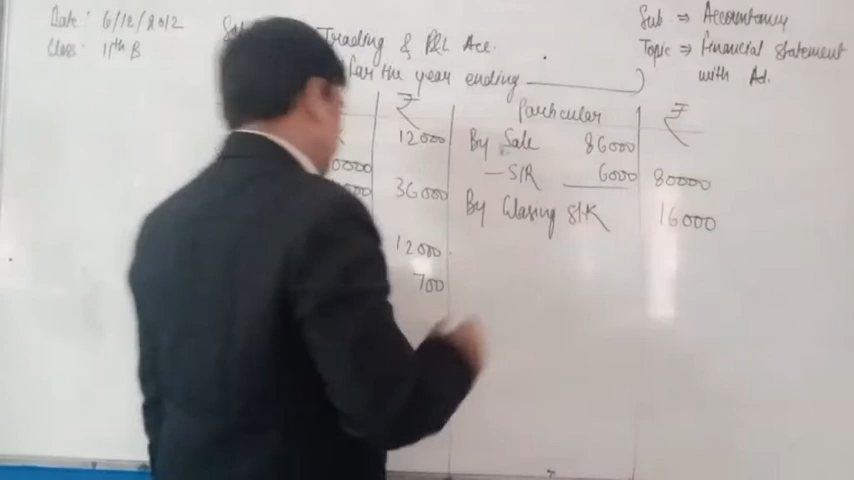 Date: 6/12/2012
Class: 11th B
Trading & P&L Acc.
for the year ending
Sub ⇒ Accountancy
Topic ⇒ Financial Statement
with Ad.
₹
Particular
₹
12000
By Sale 86000
0000
36000
— S/R 6000 80000
By Closing Stk 16000
12000
700